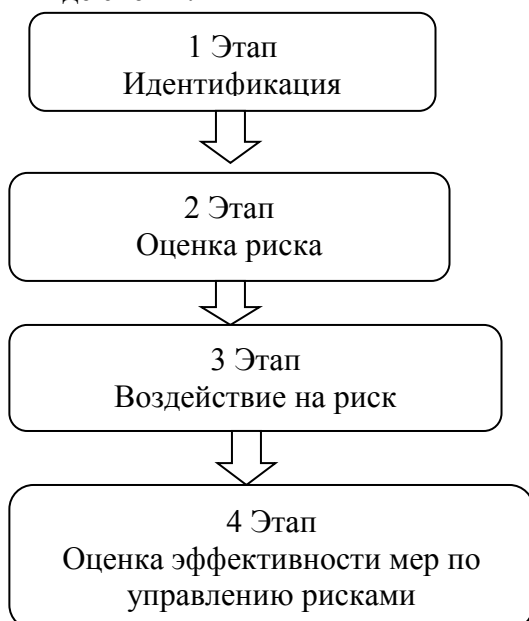 1 Этап
Идентификация
2 Этап
Оценка риска
3 Этап
Воздействие на риск
4 Этап
Оценка эффективности мер по
управлению рисками